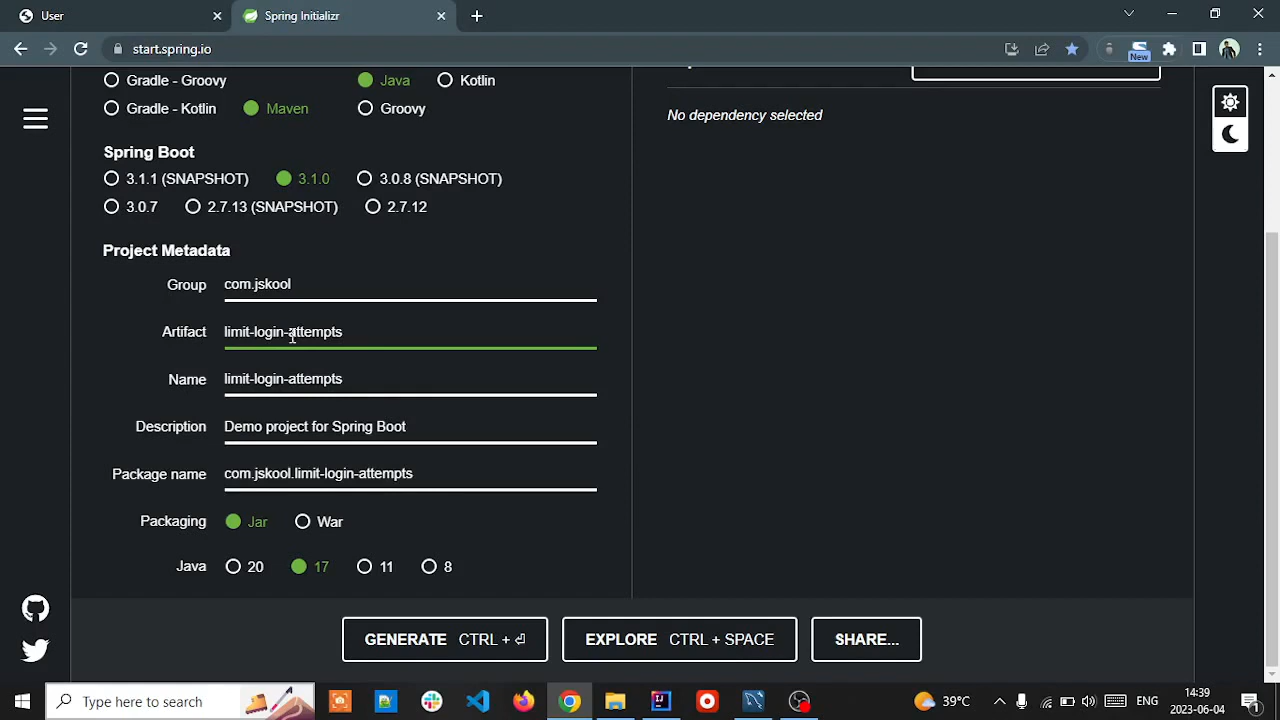 User
Spring Initializr
start.spring.io
New
Gradle - Groovy
Java
Kotlin
Gradle - Kotlin
Maven
Groovy
No dependency selected
Spring Boot
3.1.1 (SNAPSHOT)
3.1.0
3.0.8 (SNAPSHOT)
3.0.7
2.7.13 (SNAPSHOT)
2.7.12
Project Metadata
Group com.jskool
Artifact limit-login-attempts
Name limit-login-attempts
Description Demo project for Spring Boot
Package name com.jskool.limit-login-attempts
Packaging Jar War
Java 20 17 11 8
GENERATE CTRL + ⏎
EXPLORE CTRL + SPACE
SHARE...
Type here to search
39°C
ENG
14:39
2023-06-04
1